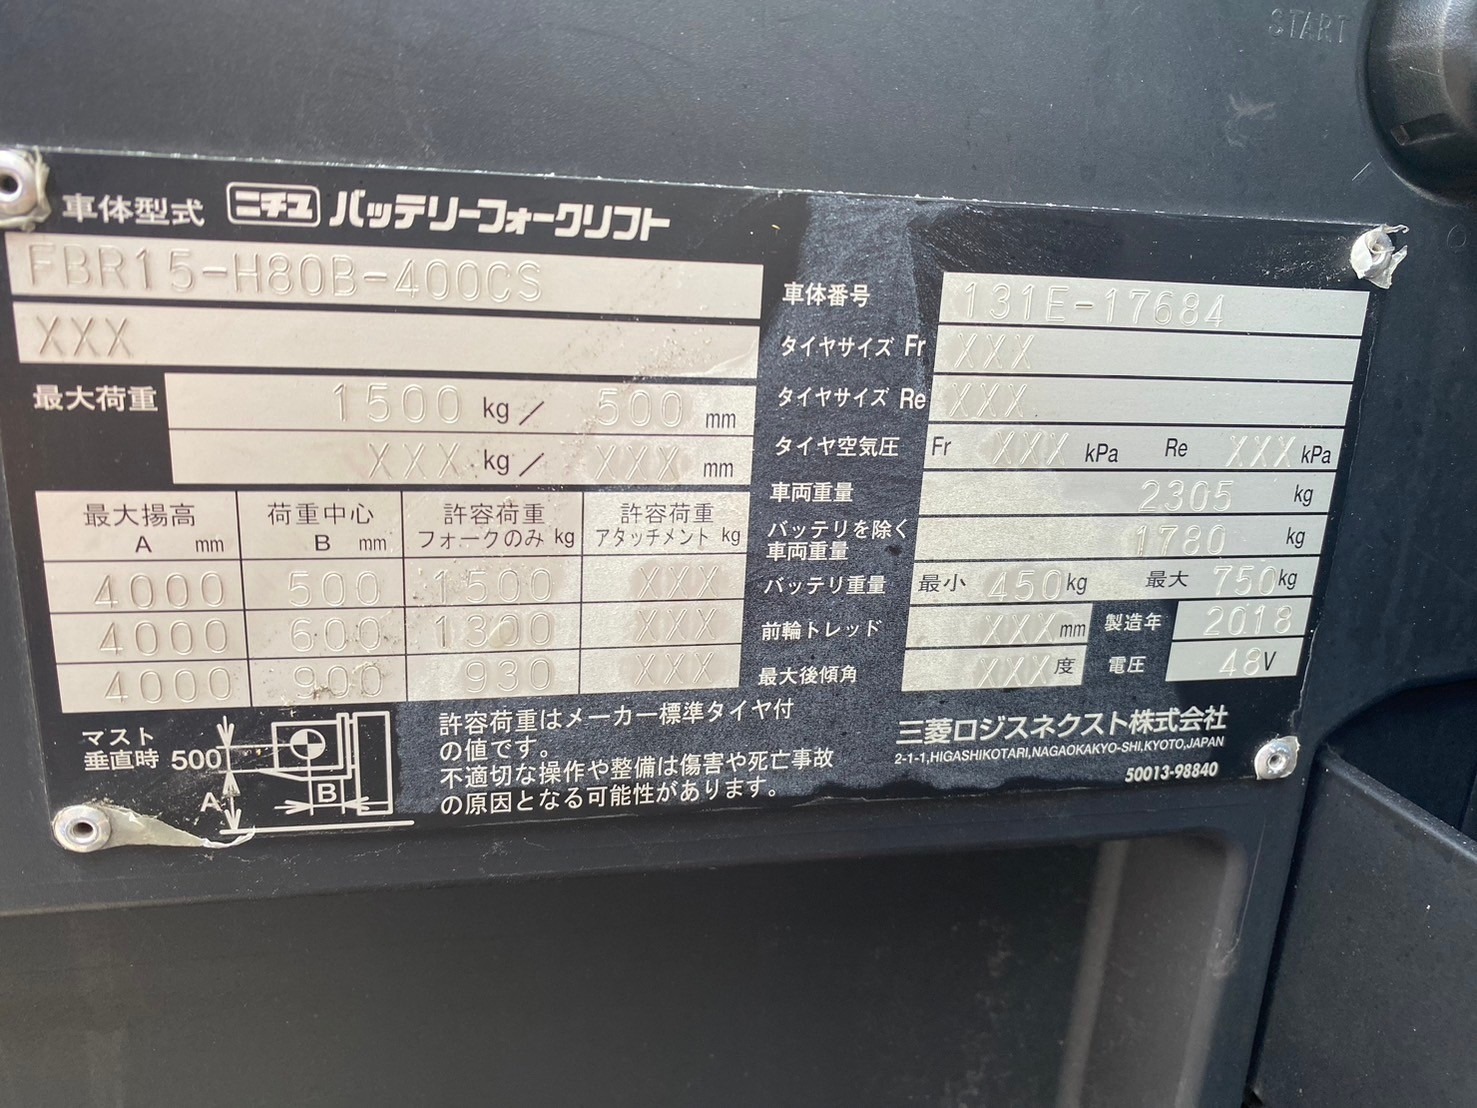 START
車体型式 ニチユ バッテリーフォークリフト
FBR15-H80B-400CS
XXX
最大荷重 1500 kg／ 500 mm
XXX kg／ XXX mm
最大揚高 A mm 荷重中心 B mm 許容荷重 フォークのみ kg 許容荷重 アタッチメント kg
4000 500 1500 XXX
4000 600 1300 XXX
4000 900 930 XXX
マスト
垂直時 500
A
B
許容荷重はメーカー標準タイヤ付
の値です。
不適切な操作や整備は傷害や死亡事故
の原因となる可能性があります。
車体番号 131E-17684
タイヤサイズ Fr XXX
タイヤサイズ Re XXX
タイヤ空気圧 Fr XXX kPa Re XXX kPa
車両重量 2305 kg
バッテリを除く
車両重量 1780 kg
バッテリ重量 最小 450kg 最大 750kg
前輪トレッド XXX mm 製造年 2018
最大後傾角 XXX 度 電圧 48V
三菱ロジスネクスト株式会社
2-1-1,HIGASHIKOTARI,NAGAOKAKYO-SHI,KYOTO,JAPAN
50013-98840